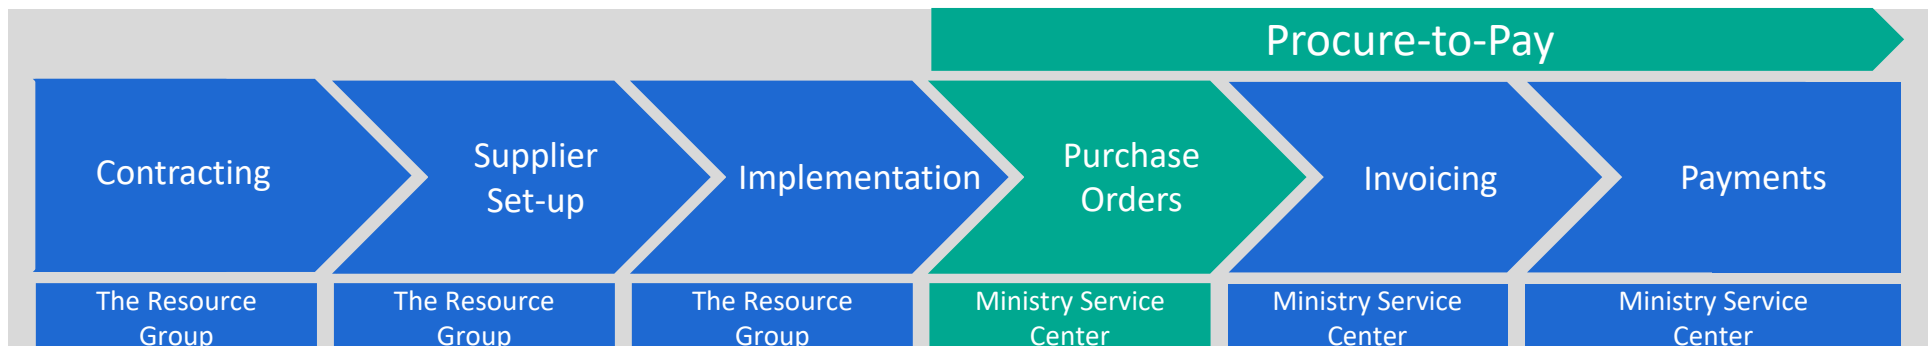 Procure-to-Pay
Contracting
Supplier
Set-up
Implementation
Purchase
Orders
Invoicing
Payments
The Resource
Group
The Resource
Group
The Resource
Group
Ministry Service
Center
Ministry Service
Center
Ministry Service
Center